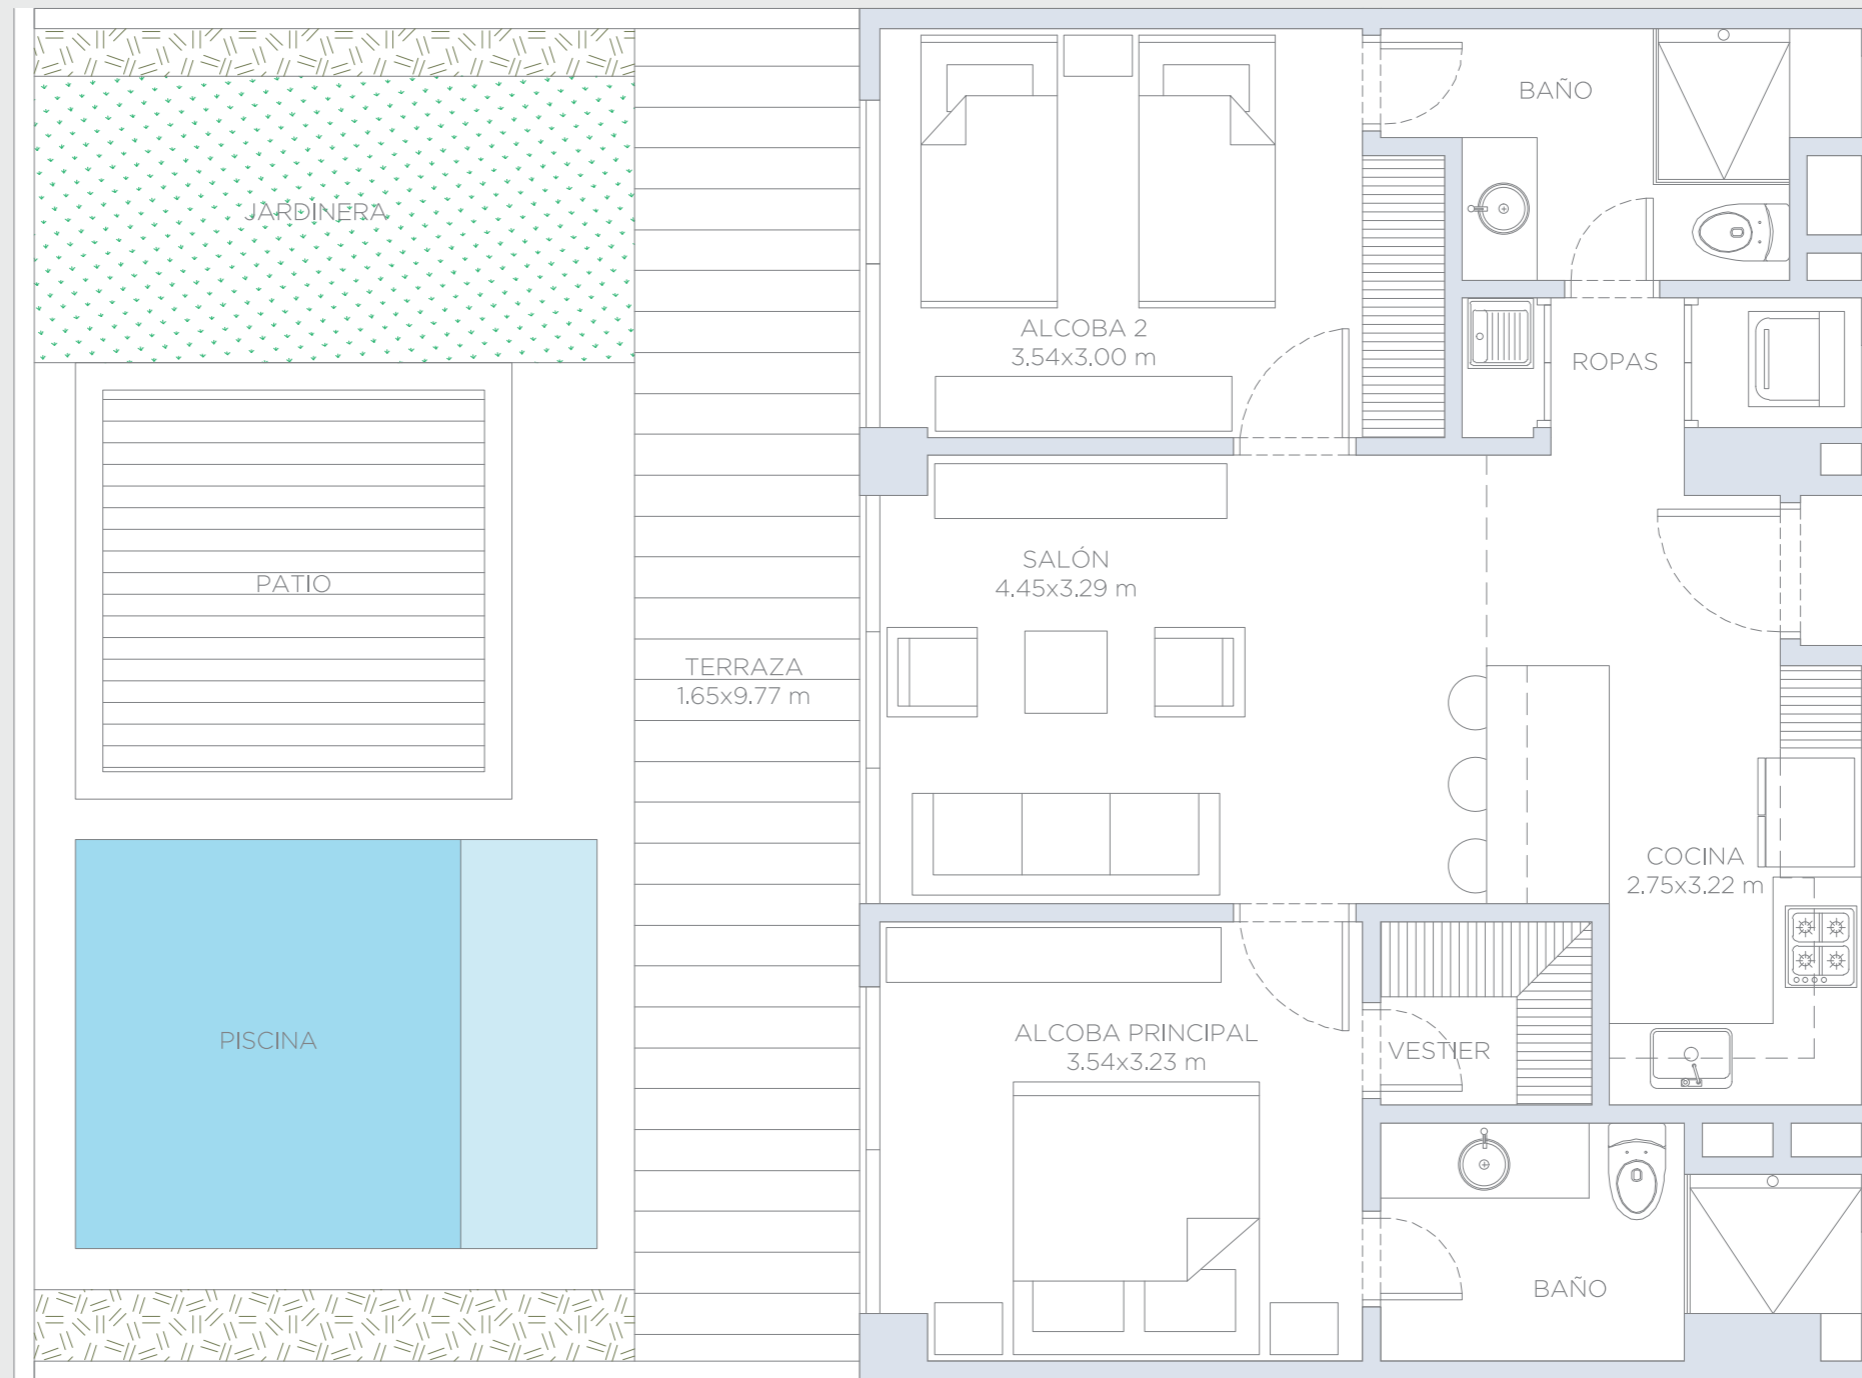 BAÑO
JARDINERA
ALCOBA 2
3.54x3.00 m
ROPAS
SALÓN
4.45x3.29 m
PATIO
TERRAZA
1.65x9.77 m
COCINA
2.75x3.22 m
PISCINA
ALCOBA PRINCIPAL
3.54x3.23 m
VESTIER
BAÑO